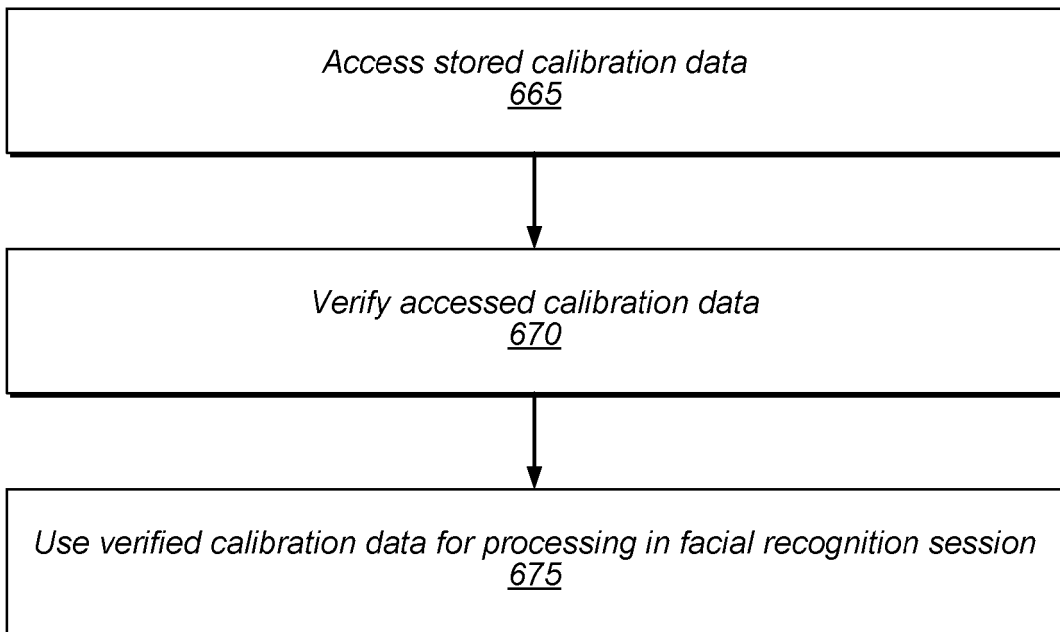 Access stored calibration data
665
Verify accessed calibration data
670
Use verified calibration data for processing in facial recognition session
675